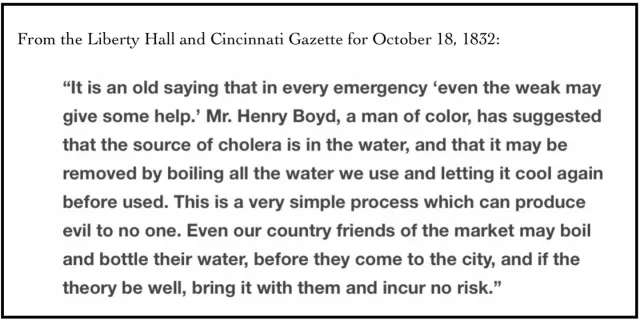 From the Liberty Hall and Cincinnati Gazette for October 18, 1832:
“It is an old saying that in every emergency ‘even the weak may
give some help.’ Mr. Henry Boyd, a man of color, has suggested
that the source of cholera is in the water, and that it may be
removed by boiling all the water we use and letting it cool again
before used. This is a very simple process which can produce
evil to no one. Even our country friends of the market may boil
and bottle their water, before they come to the city, and if the
theory be well, bring it with them and incur no risk.”